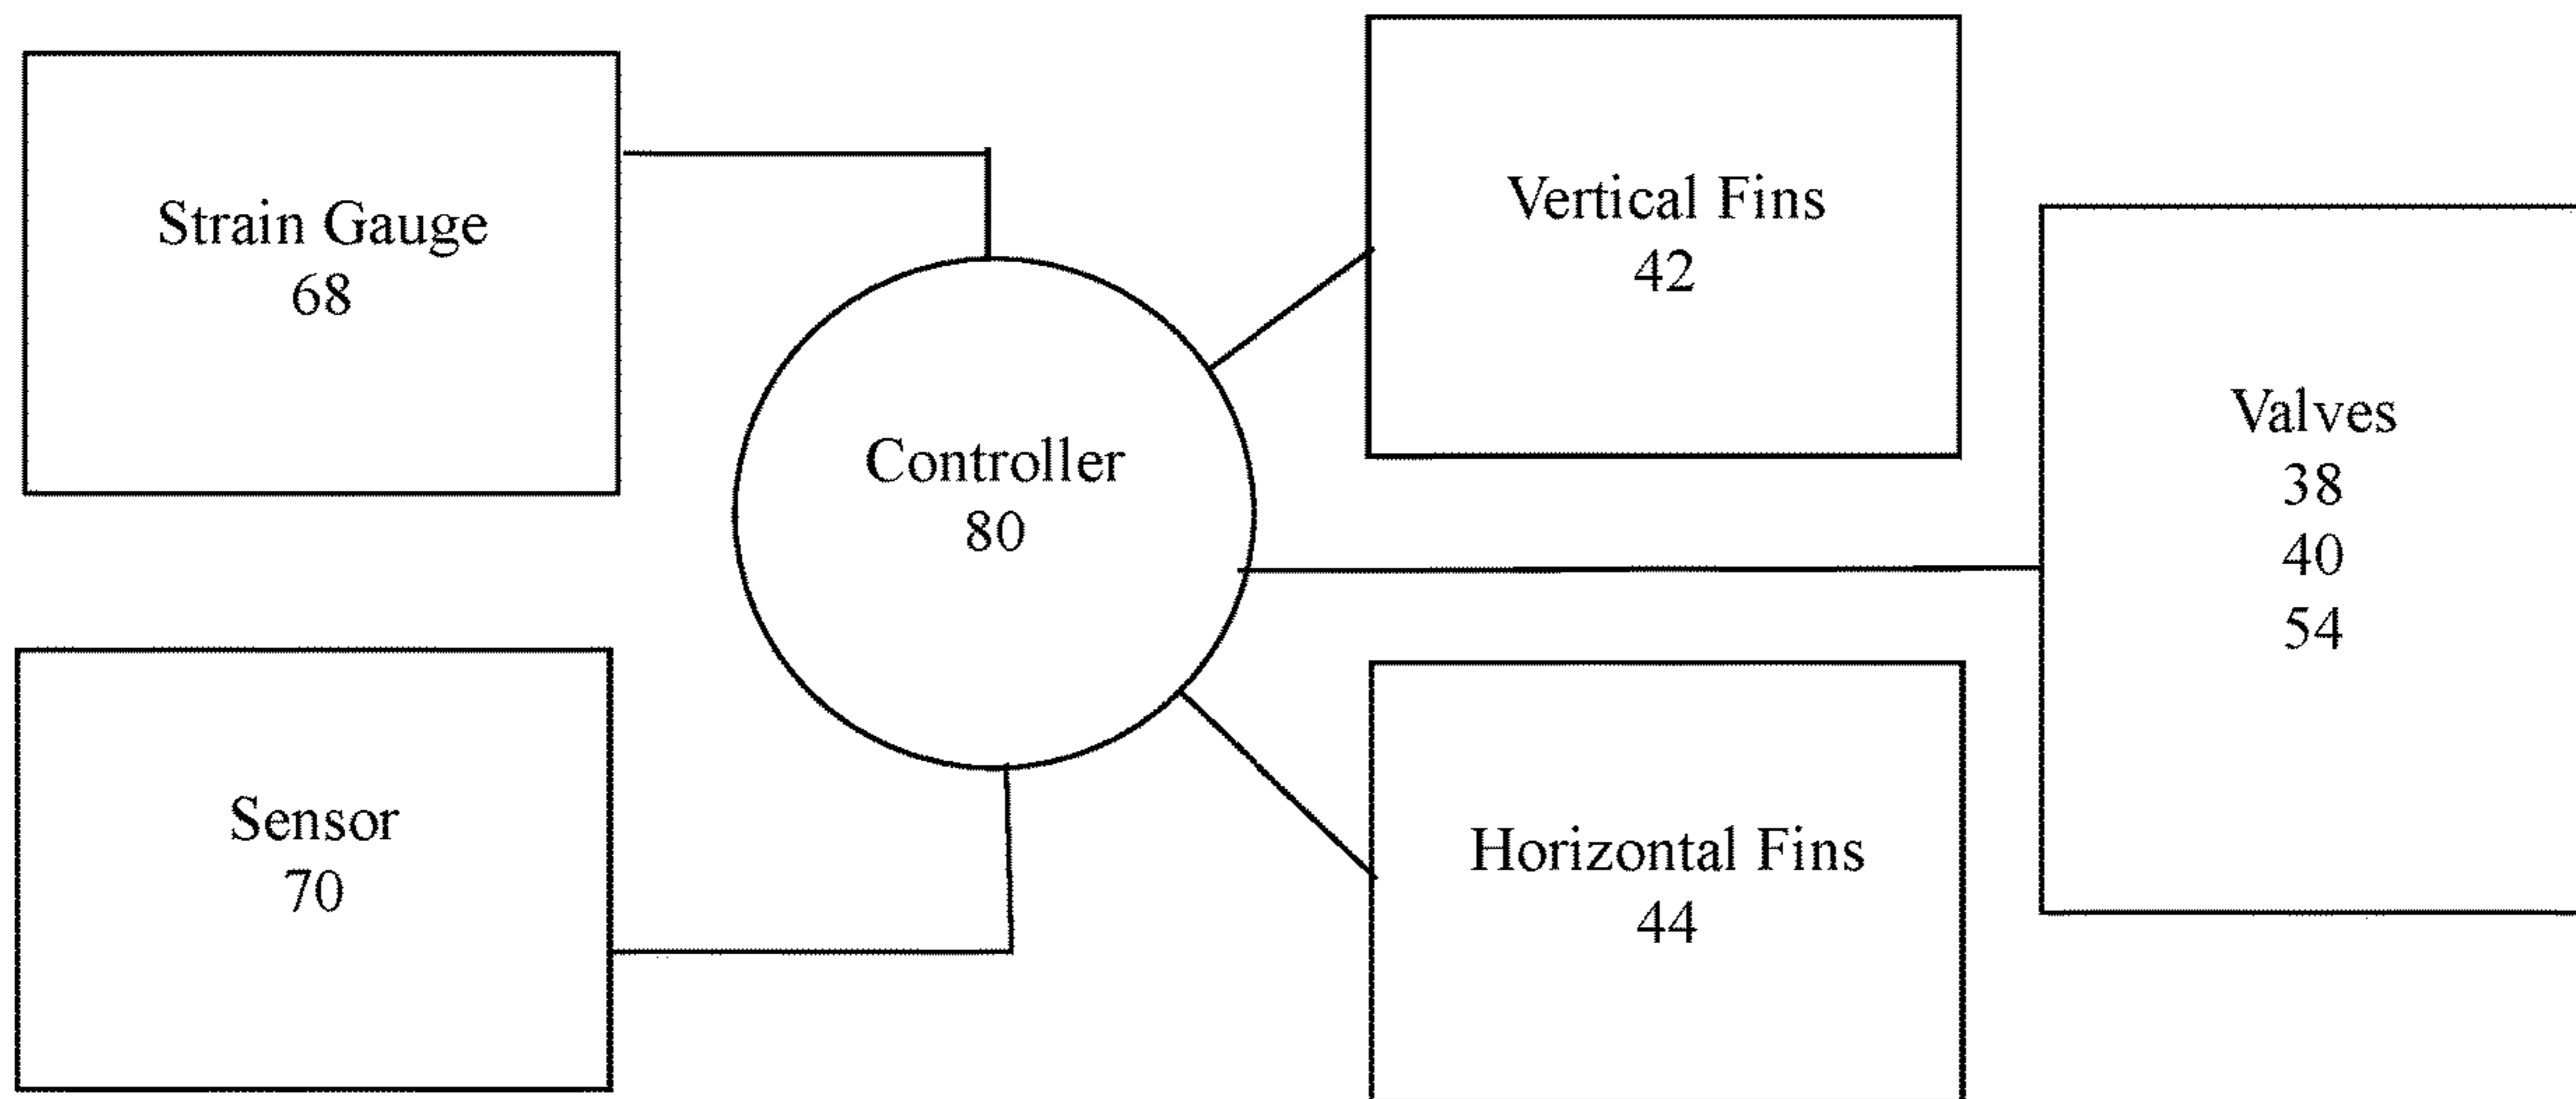 Strain Gauge
68
Vertical Fins
42
Controller
80
Valves
38
40
54
Sensor
70
Horizontal Fins
44